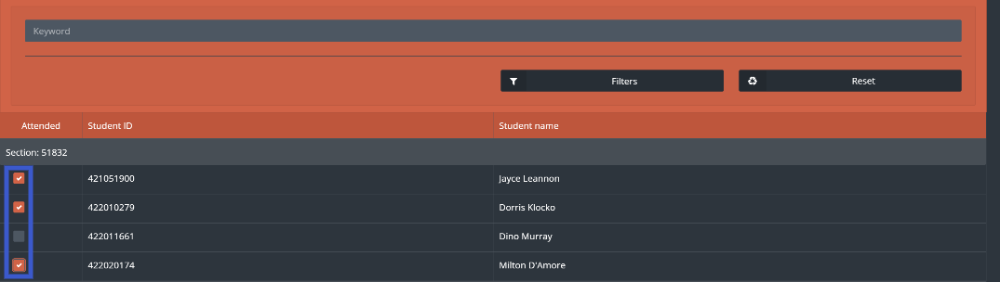 Keyword
Filters Reset
Attended Student ID Student name
Section: 51832
421051900 Jayce Leannon
422010279 Dorris Klocko
422011661 Dino Murray
422020174 Milton D'Amore